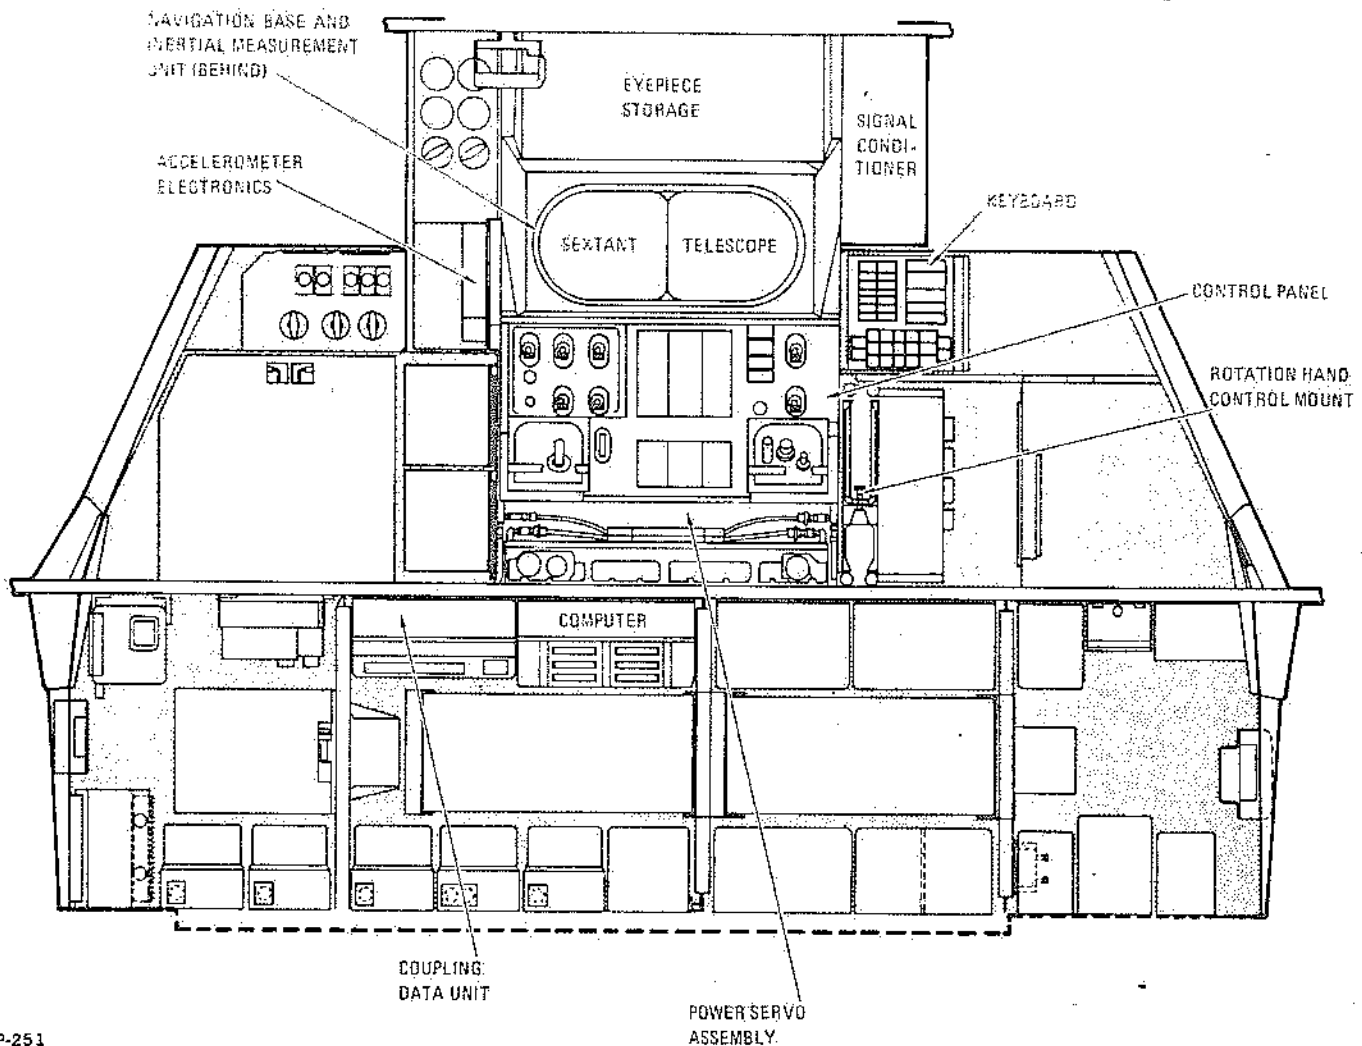 NAVIGATION BASE AND
INERTIAL MEASUREMENT
UNIT (BEHIND)
EYEPIECE
STORAGE
SIGNAL
CONDI-
TIONER
ACCELEROMETER
ELECTRONICS
KEYBOARD
SEXTANT
TELESCOPE
CONTROL PANEL
ROTATION HAND
CONTROL MOUNT
COMPUTER
COUPLING
DATA UNIT
POWER SERVO
ASSEMBLY
P-251